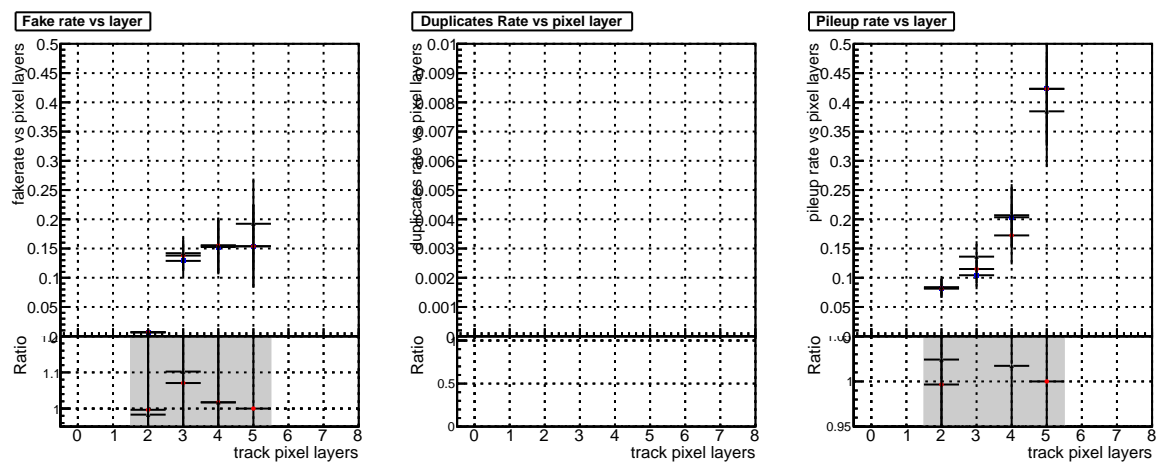 Fake rate vs layer
fakerate vs pixel layers
0.5
0.45
0.4
0.35
0.3
0.25
0.2
0.15
0.1
0.05
0
Ratio
1.1
1
0 1 2 3 4 5 6 7 8
track pixel layers
Duplicates Rate vs pixel layer
duplicates rate vs pixel layers
0.01
0.009
0.008
0.007
0.006
0.005
0.004
0.003
0.002
0.001
0
Ratio
1
0.5
0
0 1 2 3 4 5 6 7 8
track pixel layers
Pileup rate vs layer
pileup rate vs pixel layers
0.5
0.45
0.4
0.35
0.3
0.25
0.2
0.15
0.1
0.05
0
Ratio
1
0.95
0 1 2 3 4 5 6 7 8
track pixel layers